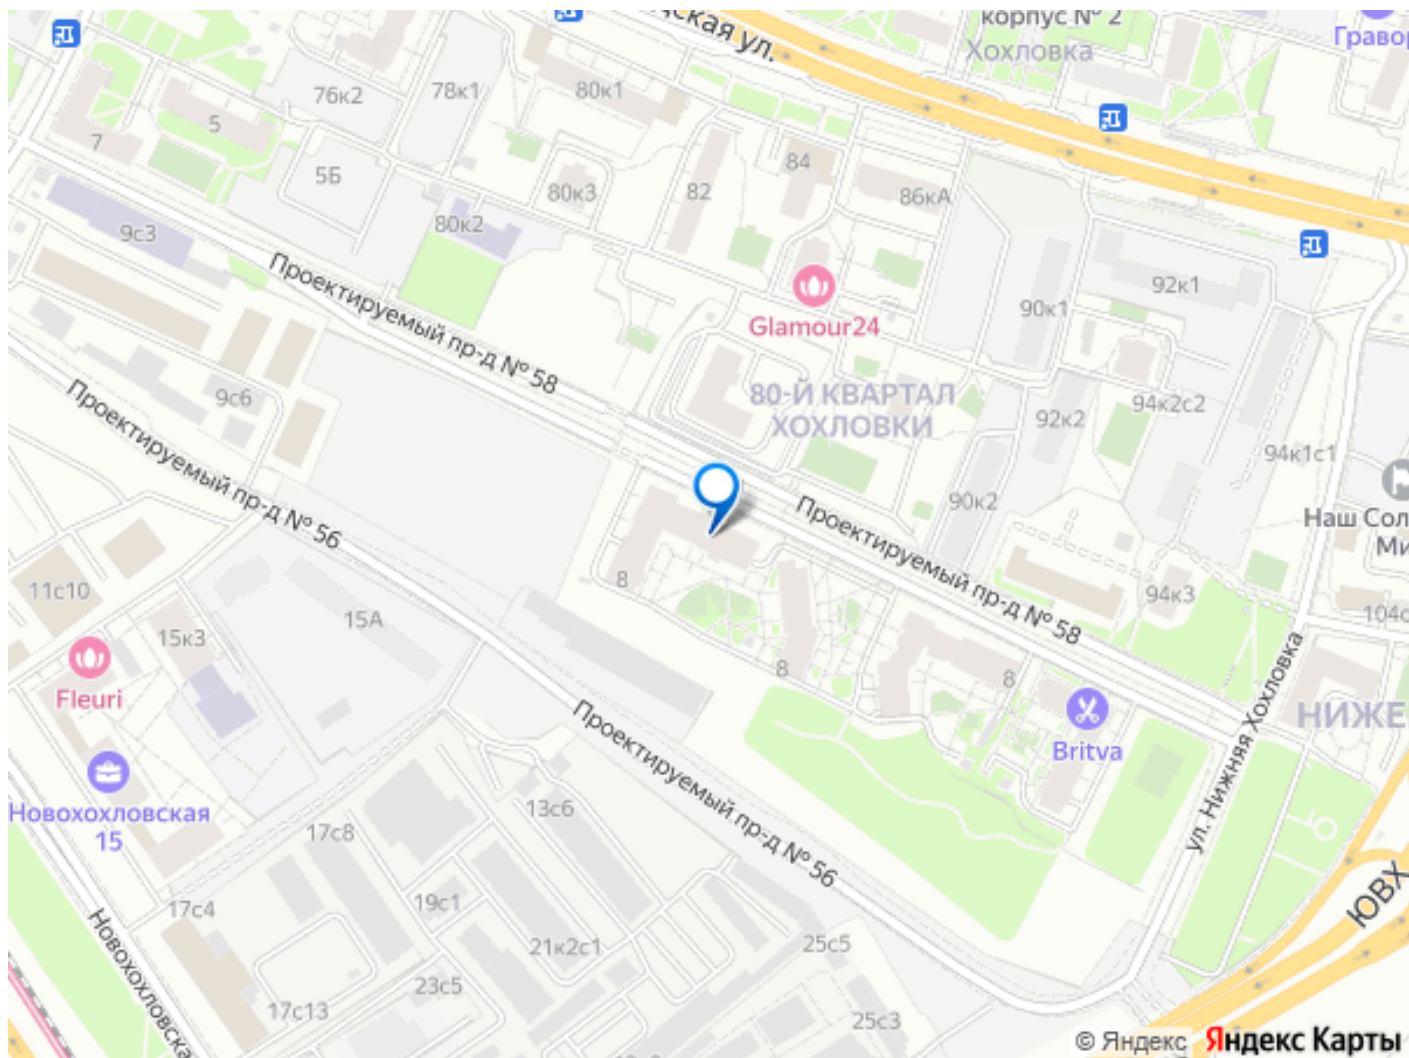 корпус № 2
Хохловка
ская ул.
76к2
78к1
80к1
7
5
5Б
80к3
82
84
86кА
9с3
80к2
Проектируемый пр-д № 58
Glamour24
90к1
92к1
80-Й КВАРТАЛ
ХОХЛОВКИ
9с6
92к2
94к2с2
94к1с1
Проектируемый пр-д № 56
90к2
Проектируемый пр-д № 58
Наш Сол
Ми
11с10
15А
8
94к3
104с
15к3
Fleuri
8
8
НИЖЕ
Britva
ул. Нижняя Хохловка
Проектируемый пр-д № 56
Новохохловская
15
17с8
13с6
ЮВХ
17с4
19с1
21к2с1
25с5
Новохохловская
23с5
17с13
25с3
© Яндекс Яндекс Карты